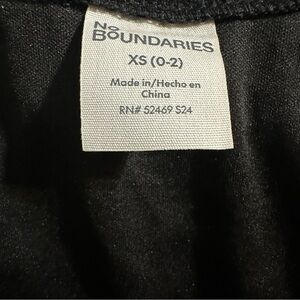 No
BOUNDARIES
XS (0-2)
Made in/Hecho en
China
RN# 52469 S24